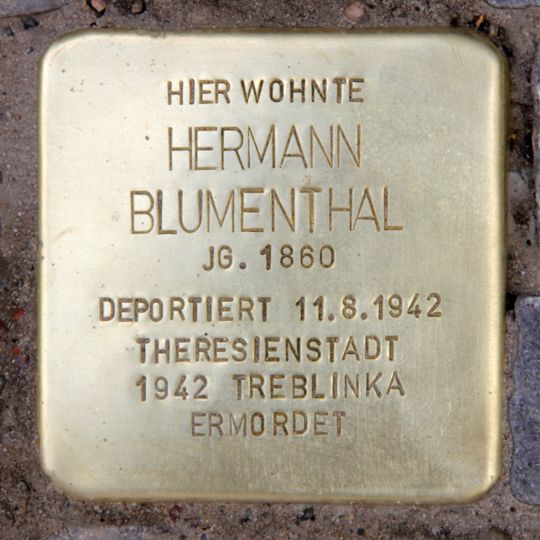 HIER WOHNTE
HERMANN
BLUMENTHAL
JG. 1860
DEPORTIERT 11.8.1942
THERESIENSTADT
1942 TREBLINKA
ERMORDET